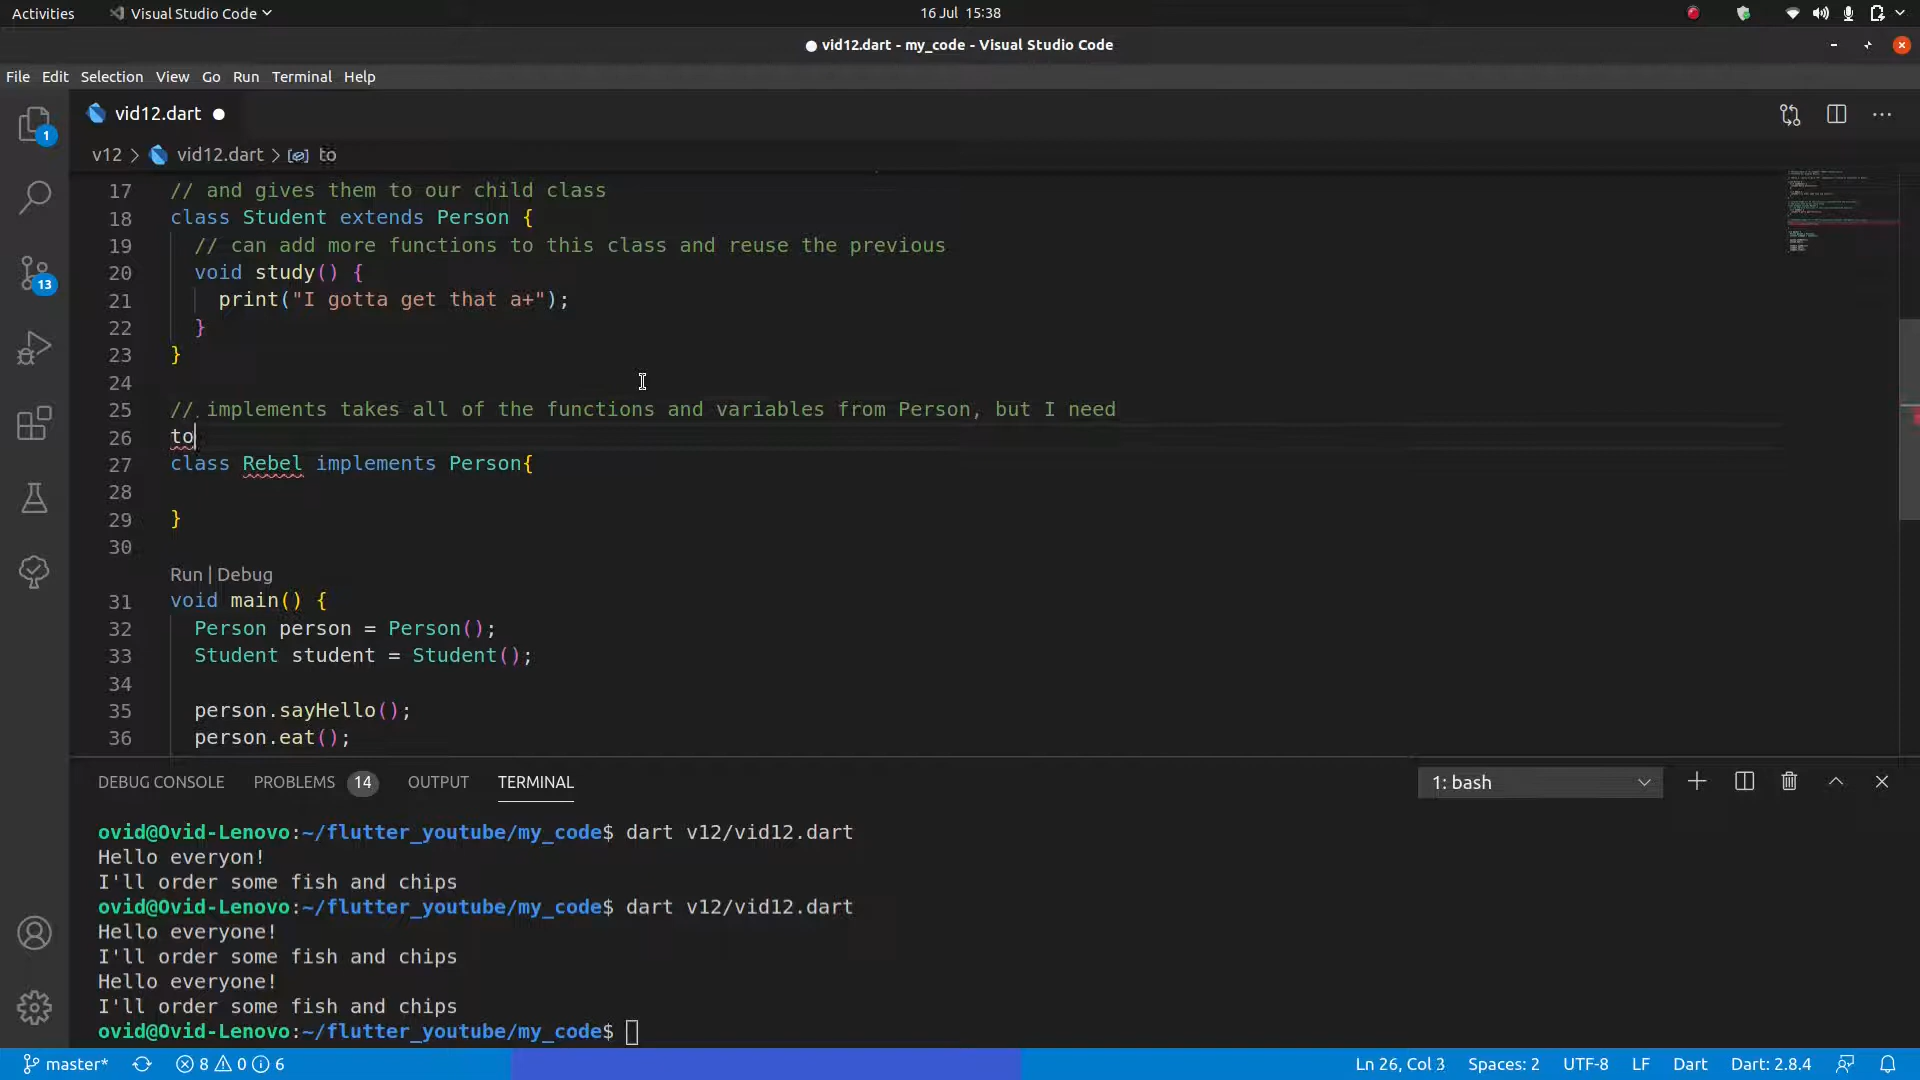 Activities Visual Studio Code 16 Jul 15:38
vid12.dart - my_code - Visual Studio Code
File Edit Selection View Go Run Terminal Help
vid12.dart
v12 > vid12.dart > to
17 // and gives them to our child class
18 class Student extends Person {
19 // can add more functions to this class and reuse the previous
20 void study() {
21 print("I gotta get that a+");
22 }
23 }
24
25 // implements takes all of the functions and variables from Person, but I need
26 to
27 class Rebel implements Person{
28
29 }
30
Run | Debug
31 void main() {
32 Person person = Person();
33 Student student = Student();
34
35 person.sayHello();
36 person.eat();
1
13
DEBUG CONSOLE PROBLEMS 14 OUTPUT TERMINAL 1: bash
ovid@Ovid-Lenovo:~/flutter_youtube/my_code$ dart v12/vid12.dart
Hello everyon!
I'll order some fish and chips
ovid@Ovid-Lenovo:~/flutter_youtube/my_code$ dart v12/vid12.dart
Hello everyone!
I'll order some fish and chips
Hello everyone!
I'll order some fish and chips
ovid@Ovid-Lenovo:~/flutter_youtube/my_code$
master* 8 0 6 Ln 26, Col 3 Spaces: 2 UTF-8 LF Dart Dart: 2.8.4